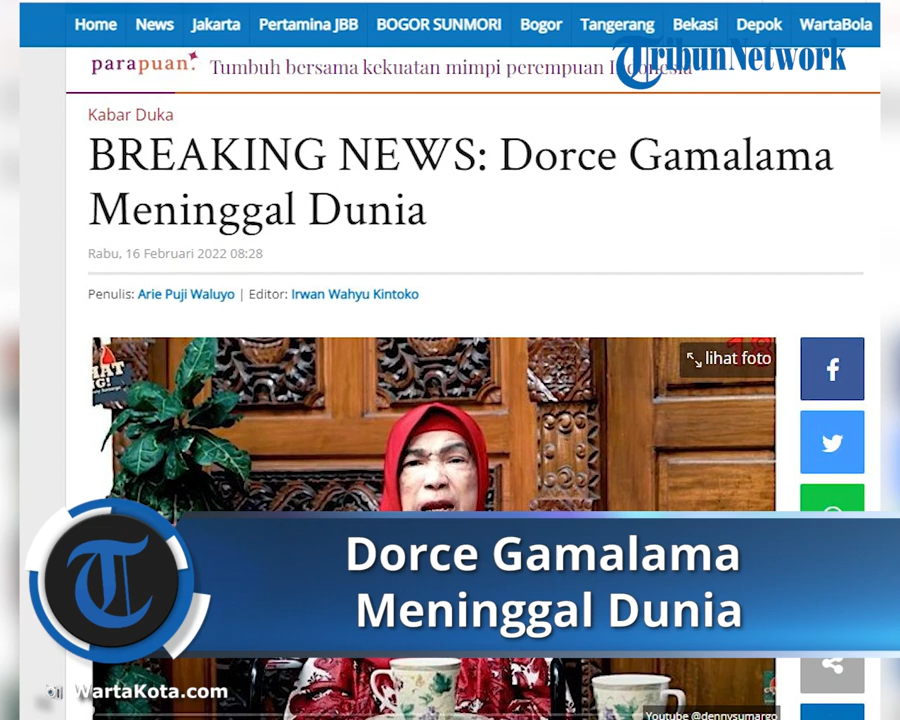 Home News Jakarta Pertamina JBB BOGOR SUNMORI Bogor Tangerang Bekasi Depok WartaBola
TribunNetwork
parapuan. Tumbuh bersama kekuatan mimpi perempuan Indonesia
Kabar Duka
BREAKING NEWS: Dorce Gamalama
Meninggal Dunia
Rabu, 16 Februari 2022 08:28
Penulis: Arie Puji Waluyo | Editor: Irwan Wahyu Kintoko
lihat foto
Dorce Gamalama
Meninggal Dunia
WartaKota.com
Youtube @dennysumargo